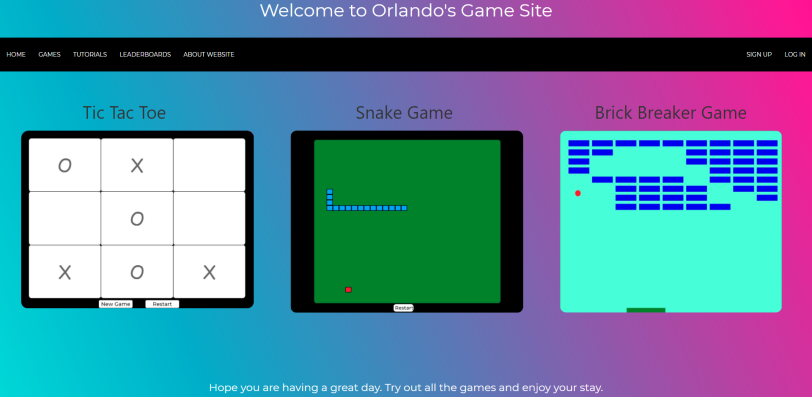 Welcome to Orlando's Game Site
HOME GAMES TUTORIALS LEADERBOARDS ABOUT WEBSITE SIGN UP LOG IN
Tic Tac Toe Snake Game Brick Breaker Game
O X
O
X O X
New Game Restart Restart
Hope you are having a great day. Try out all the games and enjoy your stay.